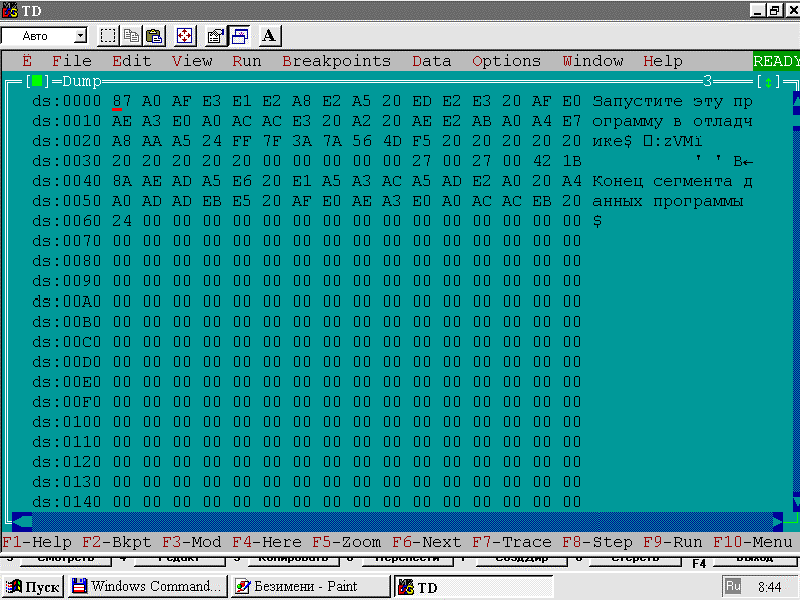 TD
Авто
Ё File Edit View Run Breakpoints Data Options Window Help READY
[■]=Dump 3 [↕]
ds:0000 87 A0 AF E3 E1 E2 A8 E2 A5 20 ED E2 E3 20 AF E0 Запустите эту пр
ds:0010 AE A3 E0 A0 AC AC E3 20 A2 20 AE E2 AB A0 A4 E7 ограмму в отладч
ds:0020 A8 AA A5 24 FF 7F 3A 7A 56 4D F5 20 20 20 20 20 ике$ □:zVMї
ds:0030 20 20 20 20 20 00 00 00 00 00 27 00 27 00 42 1B ' ' B←
ds:0040 8A AE AD A5 E6 20 E1 A5 A3 AC A5 AD E2 A0 20 A4 Конец сегмента д
ds:0050 A0 AD AD EB E5 20 AF E0 AE A3 E0 A0 AC AC EB 20 анных программы
ds:0060 24 00 00 00 00 00 00 00 00 00 00 00 00 00 00 00 $
ds:0070 00 00 00 00 00 00 00 00 00 00 00 00 00 00 00 00
ds:0080 00 00 00 00 00 00 00 00 00 00 00 00 00 00 00 00
ds:0090 00 00 00 00 00 00 00 00 00 00 00 00 00 00 00 00
ds:00A0 00 00 00 00 00 00 00 00 00 00 00 00 00 00 00 00
ds:00B0 00 00 00 00 00 00 00 00 00 00 00 00 00 00 00 00
ds:00C0 00 00 00 00 00 00 00 00 00 00 00 00 00 00 00 00
ds:00D0 00 00 00 00 00 00 00 00 00 00 00 00 00 00 00 00
ds:00E0 00 00 00 00 00 00 00 00 00 00 00 00 00 00 00 00
ds:00F0 00 00 00 00 00 00 00 00 00 00 00 00 00 00 00 00
ds:0100 00 00 00 00 00 00 00 00 00 00 00 00 00 00 00 00
ds:0110 00 00 00 00 00 00 00 00 00 00 00 00 00 00 00 00
ds:0120 00 00 00 00 00 00 00 00 00 00 00 00 00 00 00 00
ds:0130 00 00 00 00 00 00 00 00 00 00 00 00 00 00 00 00
ds:0140 00 00 00 00 00 00 00 00 00 00 00 00 00 00 00 00
F1-Help F2-Bkpt F3-Mod F4-Here F5-Zoom F6-Next F7-Trace F8-Step F9-Run F10-Menu
Смотреть Редакт Копировать Перенести СоздДир Стереть F4 Выход
Пуск Windows Command... Безимени - Paint TD Ru 8:44